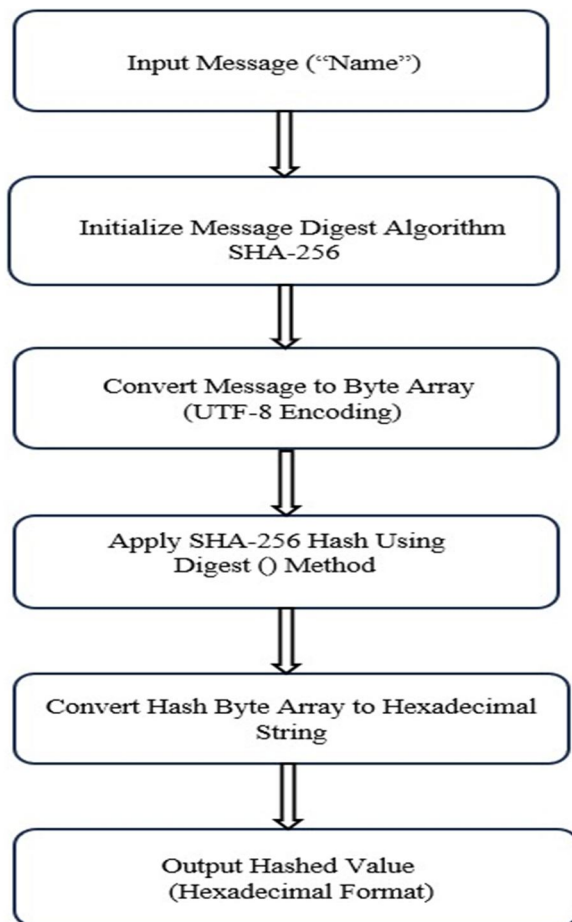 Input Message (“Name”)
Initialize Message Digest Algorithm
SHA-256
Convert Message to Byte Array
(UTF-8 Encoding)
Apply SHA-256 Hash Using
Digest () Method
Convert Hash Byte Array to Hexadecimal
String
Output Hashed Value
(Hexadecimal Format)